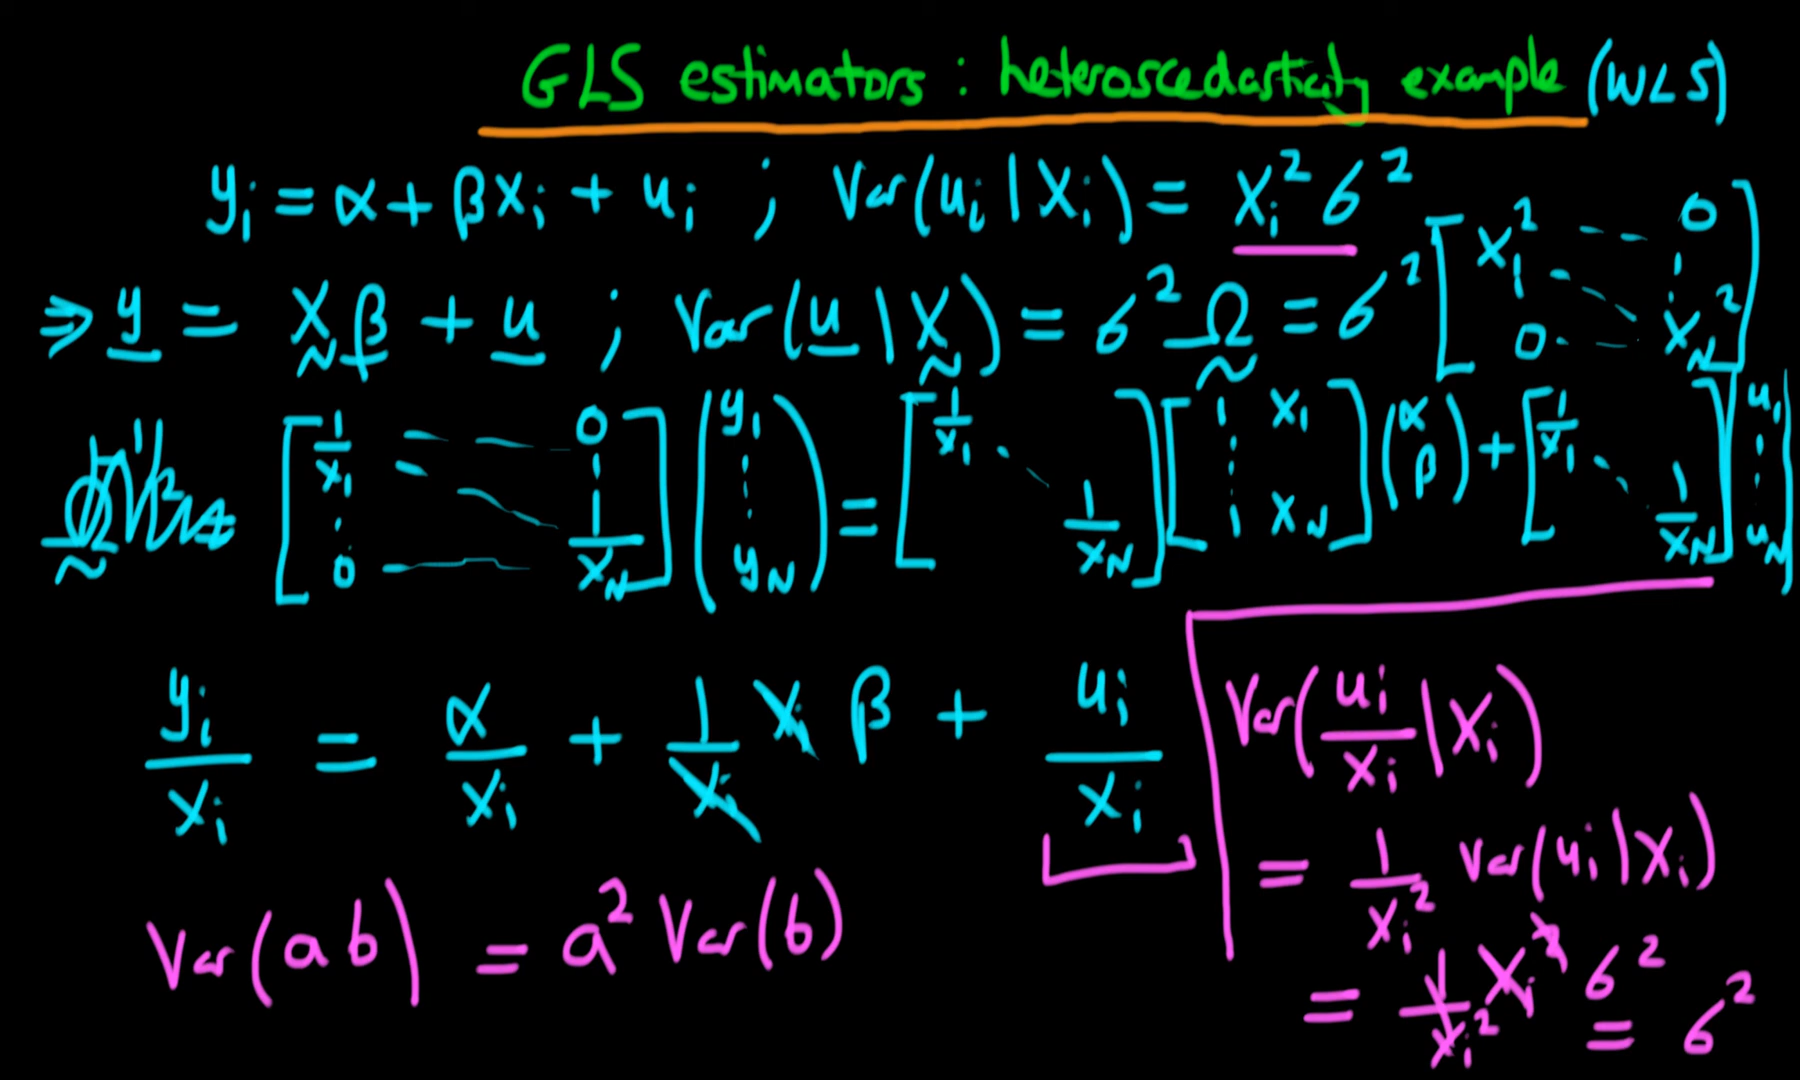 GLS estimators : heteroscedasticity example (WLS)
yᵢ = α + βxᵢ + uᵢ ; Var(uᵢ | Xᵢ) = Xᵢ² σ²
⇒ y = Xβ + u ; Var(u | X) = σ² Ω = σ² [ X₁² -- 0 ⋮ 0 -- X_N² ]
[ 1/x₁ -- 0 ⋮ 0 -- 1/x_N ] ( y₁ ⋮ y_N ) = [ 1/x₁ ⋱ 1/x_N ] [ 1 x₁ ⋮ 1 x_N ] ( α β ) + [ 1/x₁ ⋱ 1/x_N ] [ u₁ ⋮ u_N ]
yᵢ/xᵢ = α/xᵢ + 1/xᵢ xᵢ β + uᵢ/xᵢ
Var(uᵢ/xᵢ | Xᵢ)
= 1/xᵢ² Var(uᵢ | Xᵢ)
= 1/xᵢ² Xᵢ² σ² = σ²
Var(ab) = a² Var(b)